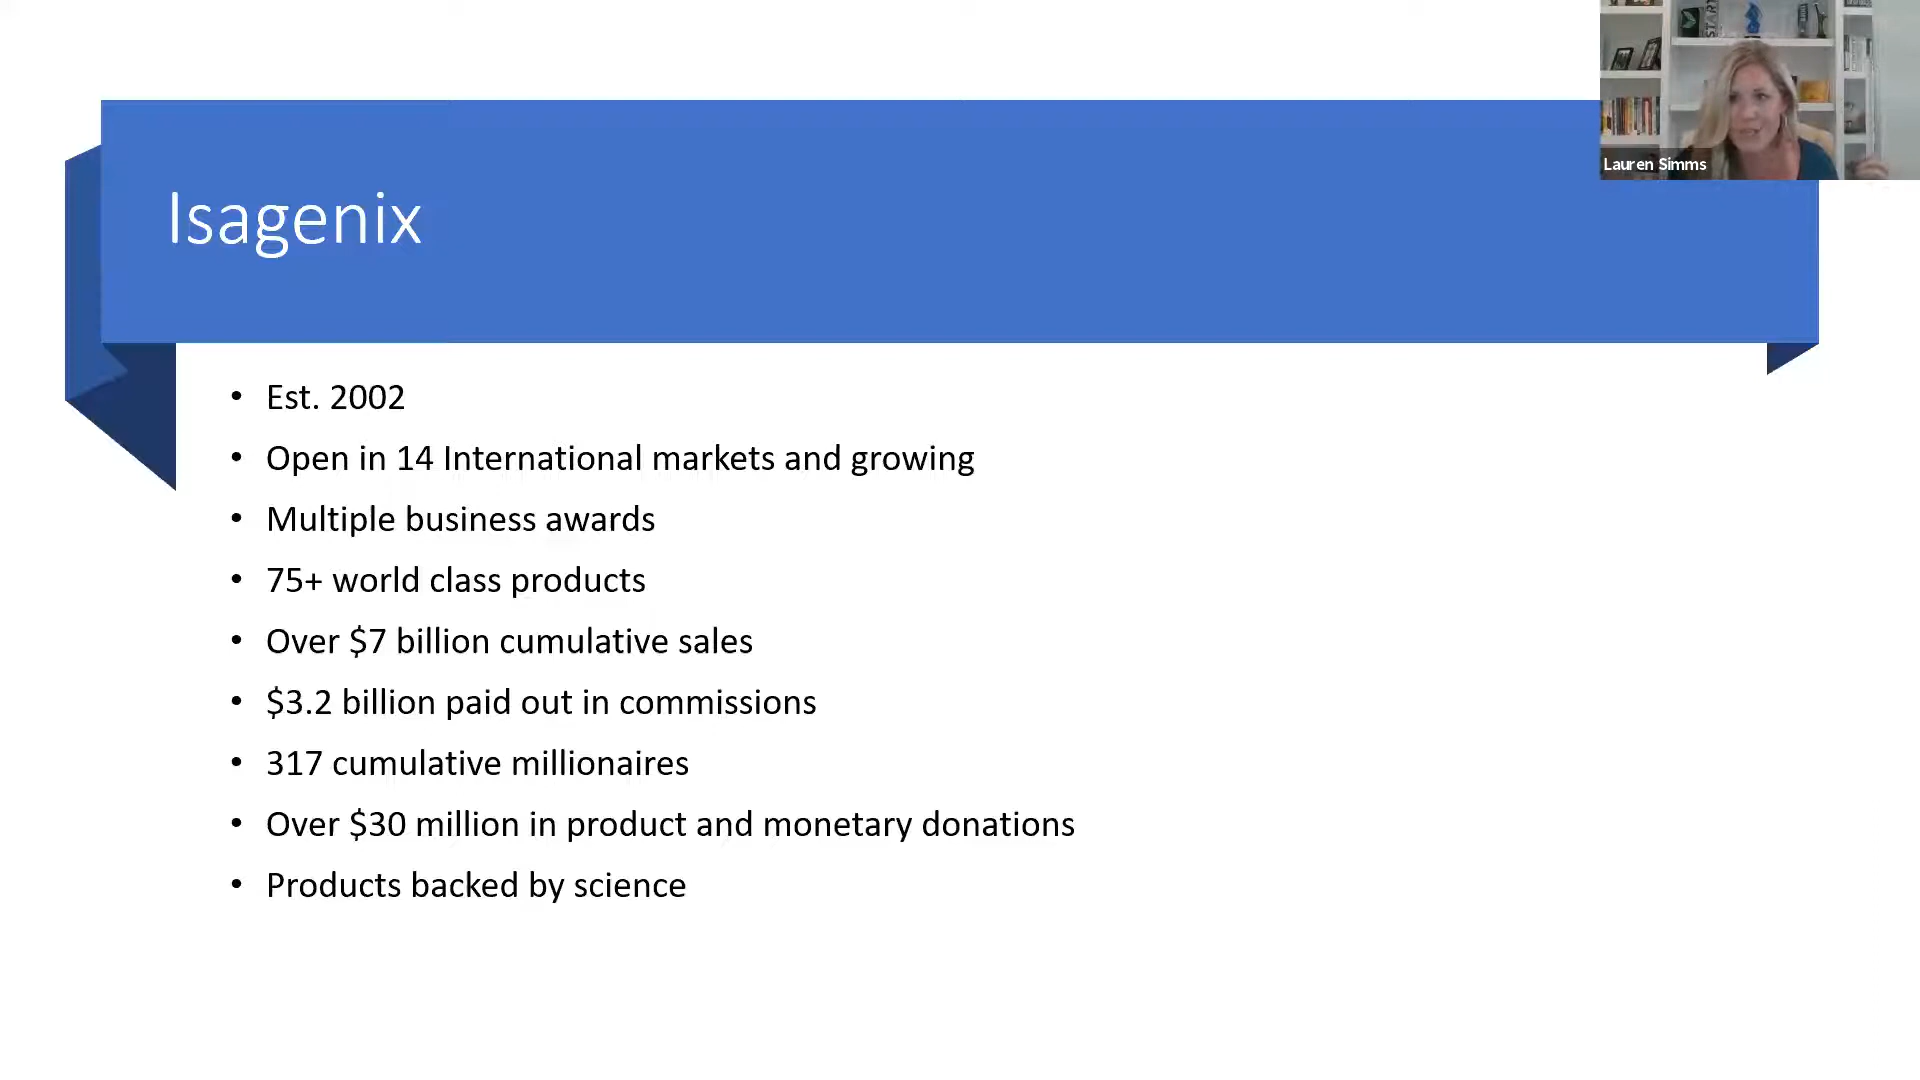 Lauren Simms
Isagenix
• Est. 2002
• Open in 14 International markets and growing
• Multiple business awards
• 75+ world class products
• Over $7 billion cumulative sales
• $3.2 billion paid out in commissions
• 317 cumulative millionaires
• Over $30 million in product and monetary donations
• Products backed by science